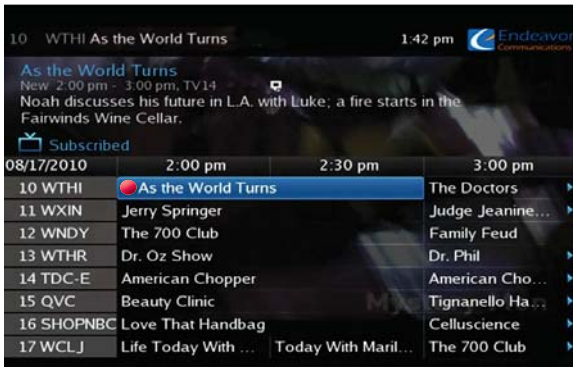 10 WTHI As the World Turns 1:42 pm Endeavor
Communications
As the World Turns
New 2:00 pm - 3:00 pm, TV14
Noah discusses his future in L.A. with Luke; a fire starts in the
Fairwinds Wine Cellar.
Subscribed
08/17/2010 2:00 pm 2:30 pm 3:00 pm
10 WTHI As the World Turns The Doctors
11 WXIN Jerry Springer Judge Jeanine...
12 WNDY The 700 Club Family Feud
13 WTHR Dr. Oz Show Dr. Phil
14 TDC-E American Chopper American Cho...
15 QVC Beauty Clinic Tignanello Ha...
16 SHOPNBC Love That Handbag Celluscience
17 WCLJ Life Today With ... Today With Maril... The 700 Club